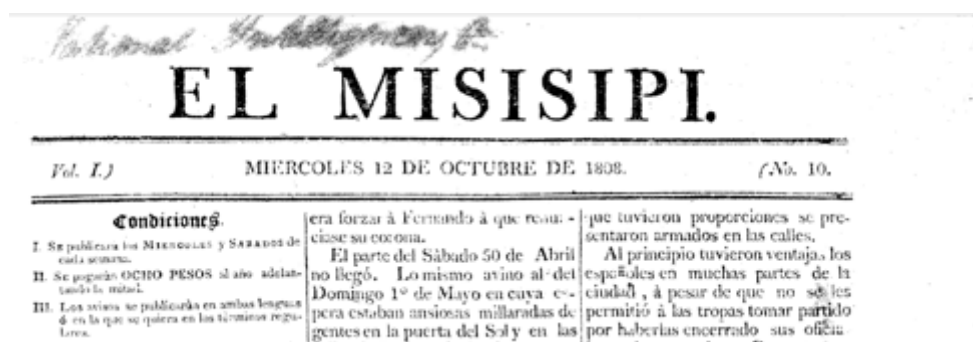 National Intelligencer
EL MISISIPI.
Vol. I.)
MIERCOLES 12 DE OCTUBRE DE 1808.
(No. 10.
Condiciones.
I. SE publicara los MIERCOLES y SABADOS de
cada semana.
II. Se pagarán OCHO PESOS al año adelan-
tando la mitad.
III. Los avisos se publicarán en ambas lenguas
ó en la que se quiera en los términos regu-
lares.
era forzar á Fernando á que renun-
ciase su corona.
El parte del Sàbado 30 de Abril
no llegó. Lo mismo avino al del
Domingo 1º de Mayo en cuya es-
pera estaban ansiosas millaradas de
gentes en la puerta del Sol y en las
que tuvieron proporciones se pre-
sentaron armados en las calles.
Al principio tuvieron ventajas los
españoles en muchas partes de la
ciudad, à pesar de que no se les
permitió à las tropas tomar partido
por haberlas encerrado sus oficia-